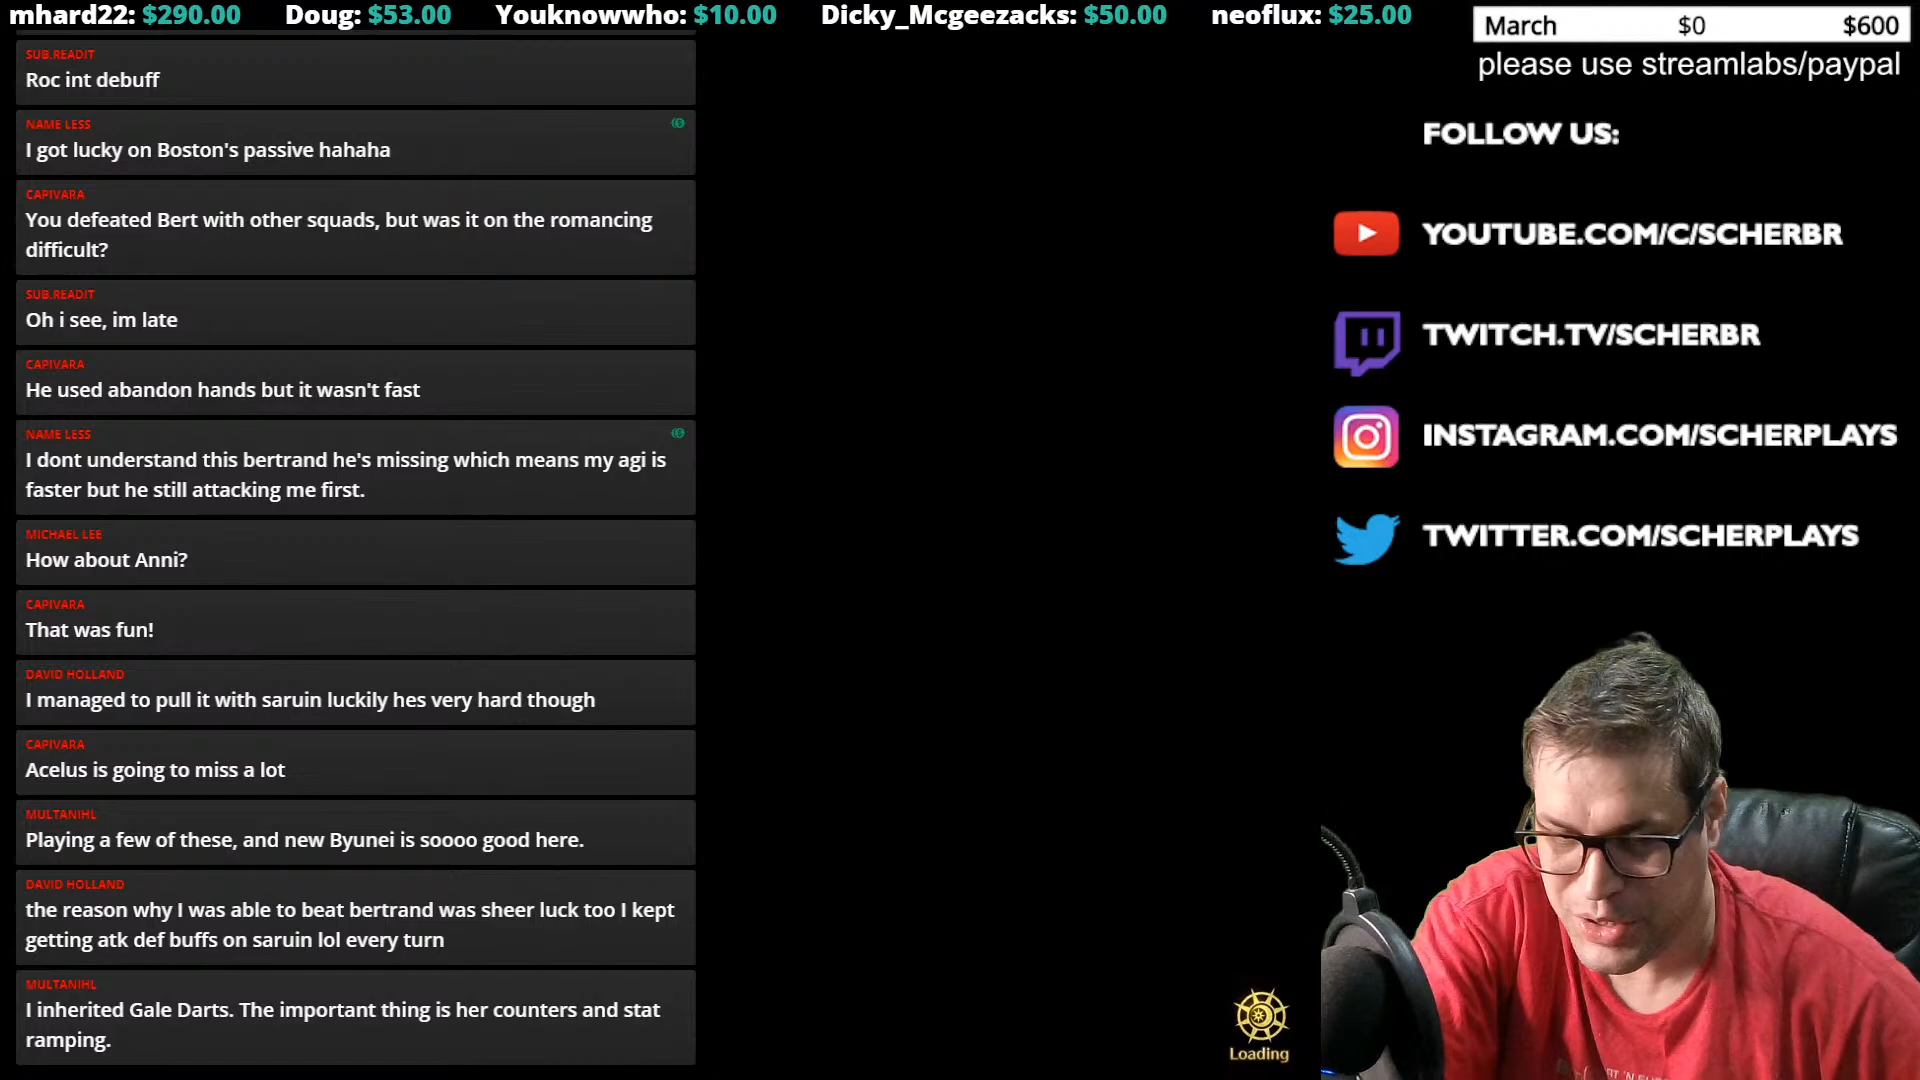 mhard22: $290.00 Doug: $53.00 Youknowwho: $10.00 Dicky_Mcgeezacks: $50.00 neoflux: $25.00
March $0 $600
please use streamlabs/paypal
SUB.READIT
Roc int debuff
NAME LESS
I got lucky on Boston's passive hahaha
CAPIVARA
You defeated Bert with other squads, but was it on the romancing
difficult?
SUB.READIT
Oh i see, im late
CAPIVARA
He used abandon hands but it wasn't fast
NAME LESS
I dont understand this bertrand he's missing which means my agi is
faster but he still attacking me first.
MICHAEL LEE
How about Anni?
CAPIVARA
That was fun!
DAVID HOLLAND
I managed to pull it with saruin luckily hes very hard though
CAPIVARA
Acelus is going to miss a lot
MULTANIHL
Playing a few of these, and new Byunei is soooo good here.
DAVID HOLLAND
the reason why I was able to beat bertrand was sheer luck too I kept
getting atk def buffs on saruin lol every turn
MULTANIHL
I inherited Gale Darts. The important thing is her counters and stat
ramping.
FOLLOW US:
YOUTUBE.COM/C/SCHERBR
TWITCH.TV/SCHERBR
INSTAGRAM.COM/SCHERPLAYS
TWITTER.COM/SCHERPLAYS
Loading